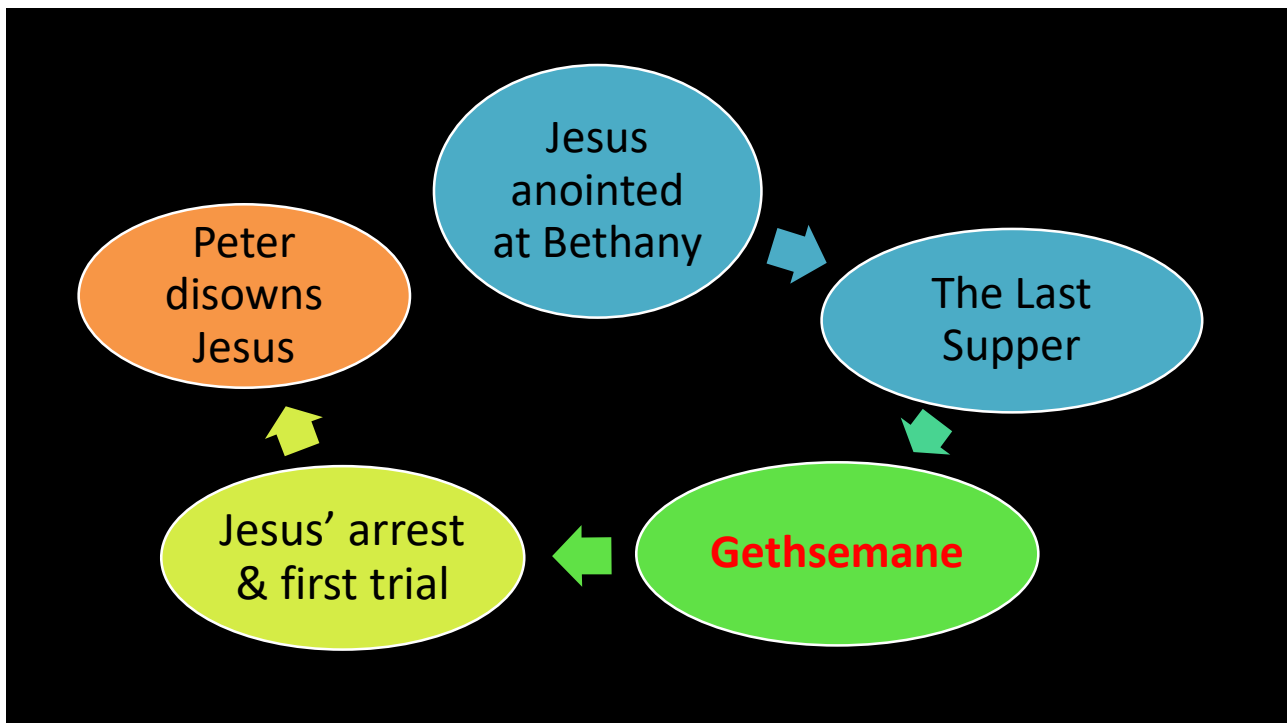 Jesus
anointed
at Bethany
The Last
Supper
Gethsemane
Jesus’ arrest
& first trial
Peter
disowns
Jesus